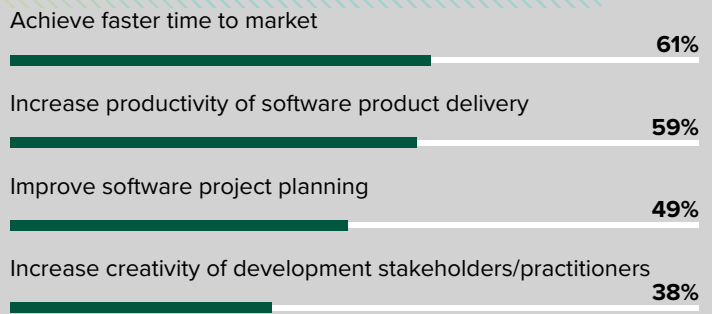 Achieve faster time to market
61%
Increase productivity of software product delivery
59%
Improve software project planning
49%
Increase creativity of development stakeholders/practitioners
38%